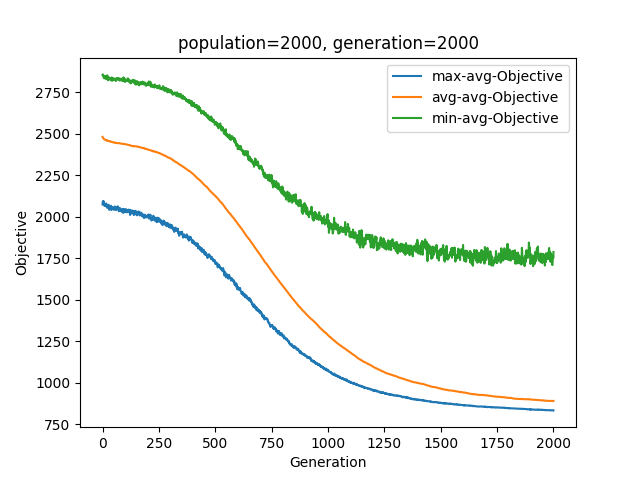 population=2000, generation=2000
max-avg-Objective
avg-avg-Objective
min-avg-Objective
Objective
2750
2500
2250
2000
1750
1500
1250
1000
750
0 250 500 750 1000 1250 1500 1750 2000
Generation